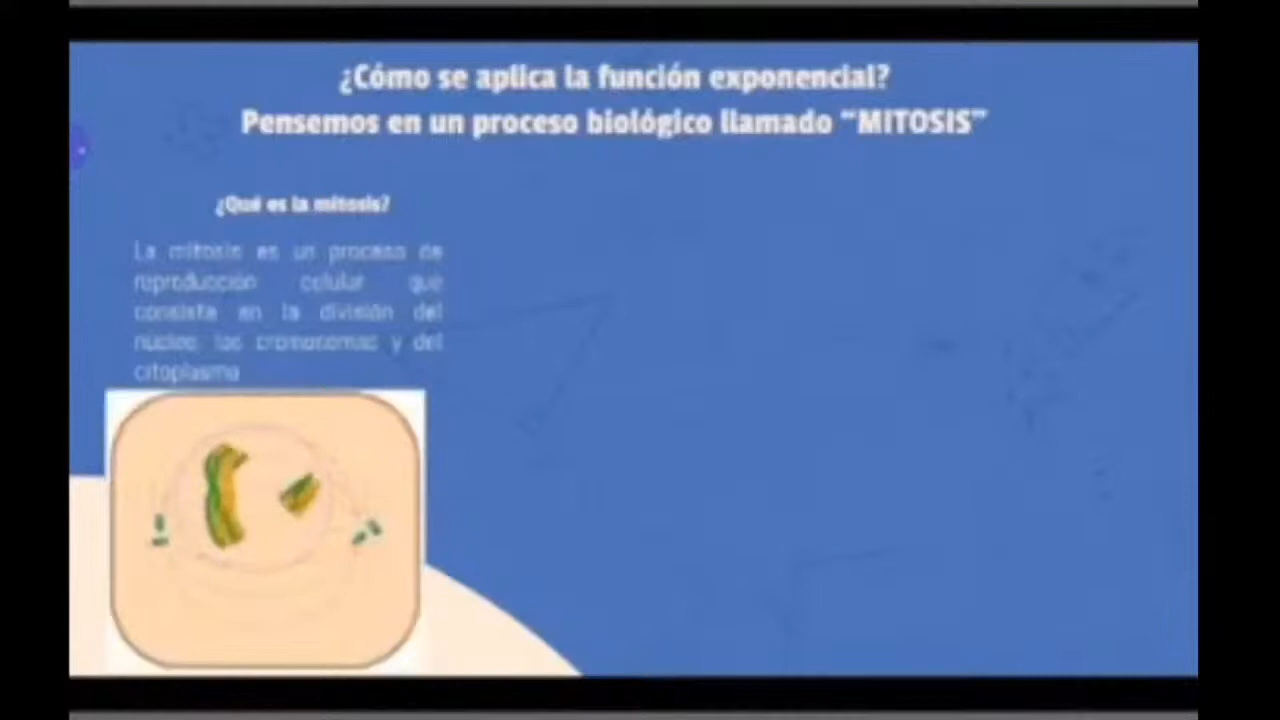 ¿Cómo se aplica la función exponencial?
Pensemos en un proceso biológico llamado “MITOSIS”
¿Qué es la mitosis?
La mitosis es un proceso de
reproducción celular que
consiste en la división del
núcleo, los cromosomas y del
citoplasma